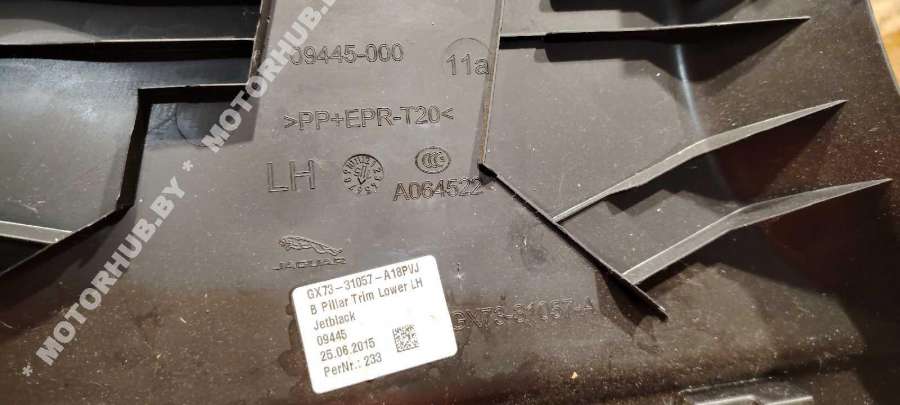 09445-000
11a
>PP+EPR-T20<
LH
A064522
JAGUAR
GX73-31057-A18PVJ
B Pillar Trim Lower LH
Jetblack
09445
25.06.2015
PerNr.: 233
GX73-31057-A
* MOTORHUB.BY * MOTORHUB.BY